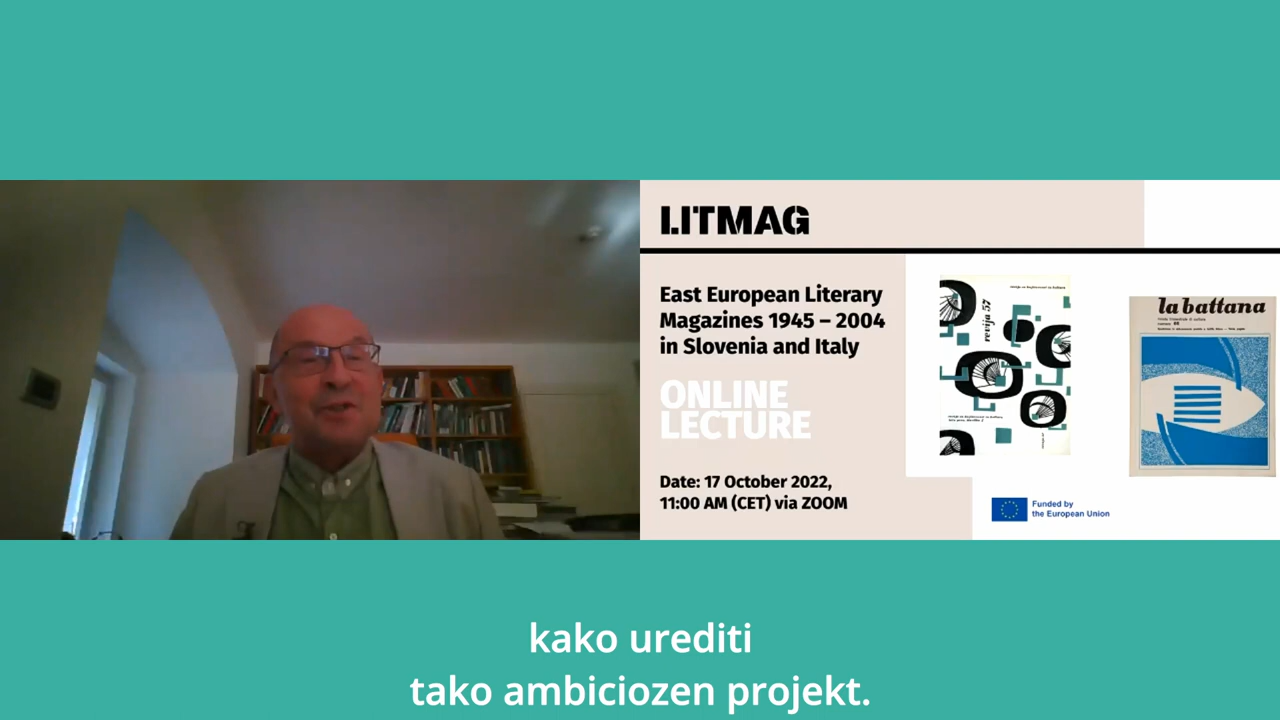 LITMAG
East European Literary
Magazines 1945 – 2004
in Slovenia and Italy
ONLINE
LECTURE
Date: 17 October 2022,
11:00 AM (CET) via ZOOM
revija 57
la battana
Funded by
the European Union
kako urediti
tako ambiciozen projekt.